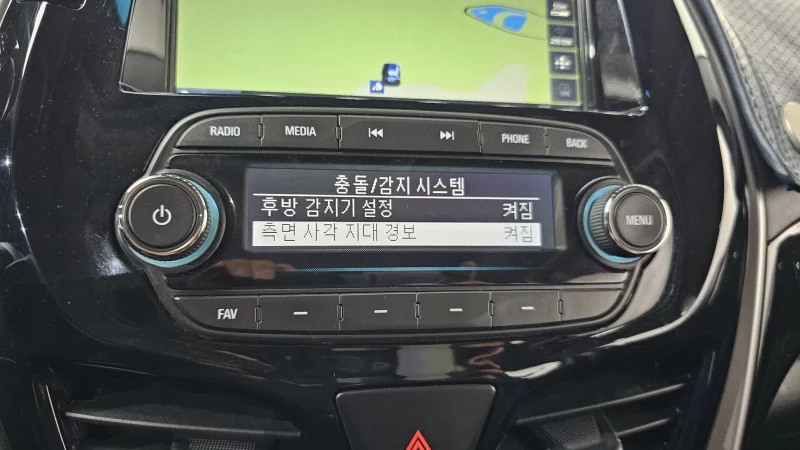 RADIO MEDIA PHONE BACK
충돌/감지 시스템
후방 감지기 설정 켜짐
측면 사각 지대 경보 켜짐
MENU
FAV